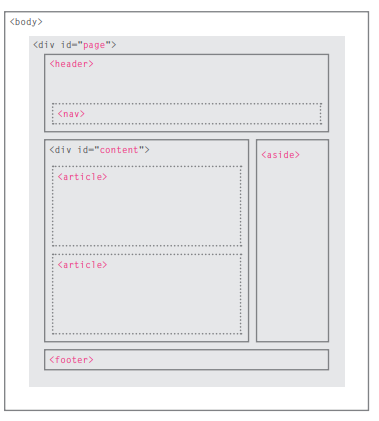 <body>
<div id="page">
<header>
<nav>
<div id="content">
<article>
<article>
<aside>
<footer>